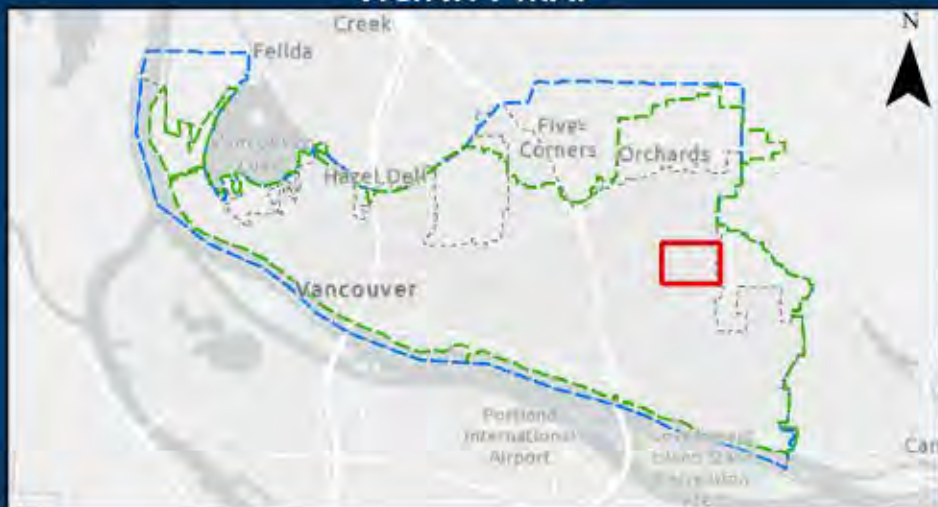 N
Creek
Felida
Five
Corners
Orchards
Hazel Dell
Vancouver
Portland
International
Airport